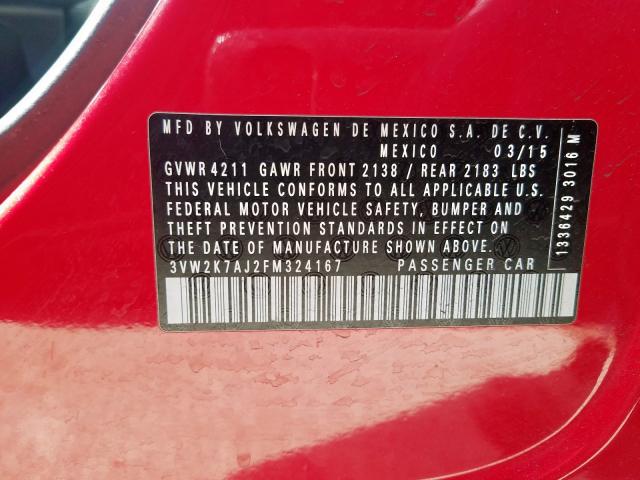 MFD BY VOLKSWAGEN DE MEXICO S.A. DE C.V.
MEXICO 03/15
GVWR 4211 GAWR FRONT 2138 / REAR 2183 LBS
THIS VEHICLE CONFORMS TO ALL APPLICABLE U.S.
FEDERAL MOTOR VEHICLE SAFETY, BUMPER AND
THEFT PREVENTION STANDARDS IN EFFECT ON
THE DATE OF MANUFACTURE SHOWN ABOVE.
3VW2K7AJ2FM324167 PASSENGER CAR
1336429 3016 M